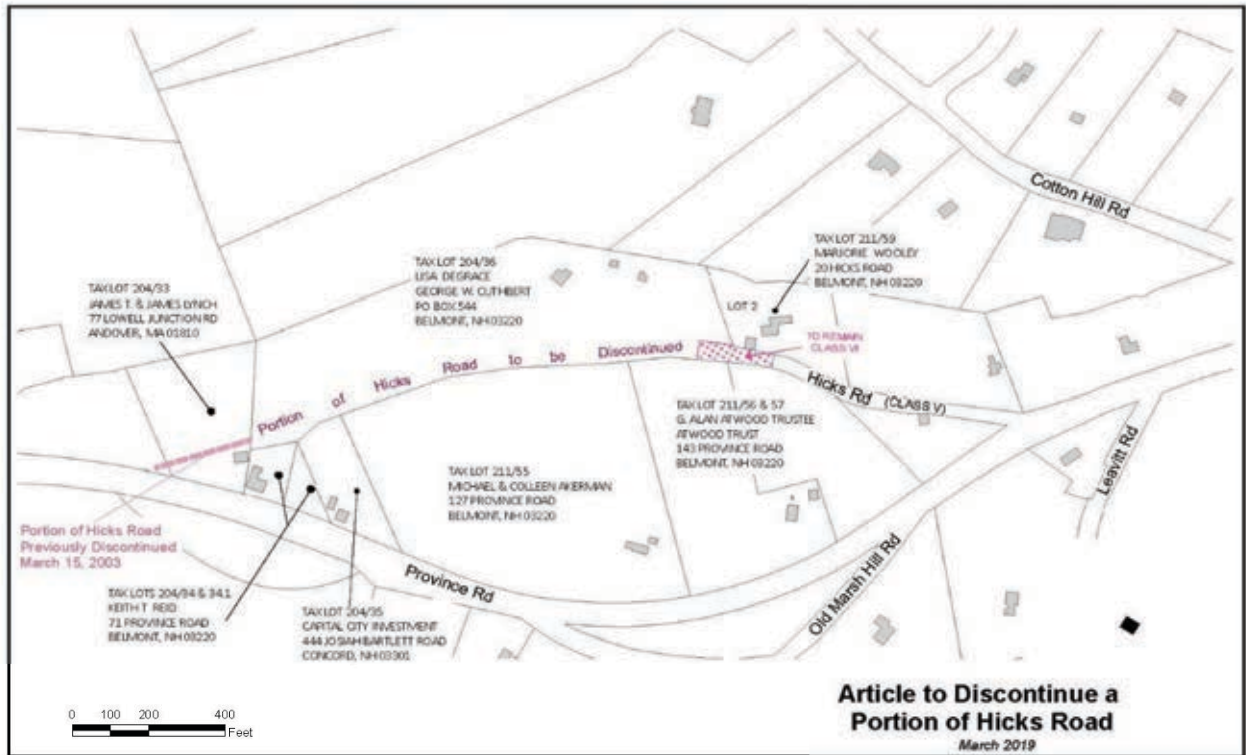 Cotton Hill Rd
TAX LOT 211/59
MARJORIE WOOLEY
20 HICKS ROAD
BELMONT, NH 03220
TAX LOT 204/36
LISA DEGRACE
GEORGE W. CUTHBERT
PO BOX 544
BELMONT, NH 03220
TAX LOT 204/33
JAMES T. & JAMES LYNCH
77 LOWELL JUNCTION RD
ANDOVER, MA 01810
LOT 2
TO REMAIN
CLASS VI
Portion of Hicks Road to be Discontinued
Hicks Rd (CLASS V)
TAX LOT 211/56 & 57
G. ALAN ATWOOD TRUSTEE
ATWOOD TRUST
143 PROVINCE ROAD
BELMONT, NH 03220
Leavitt Rd
TAX LOT 211/55
MICHAEL & COLLEEN AKERMAN
127 PROVINCE ROAD
BELMONT, NH 03220
Portion of Hicks Road
Previously Discontinued
March 15, 2003
Province Rd
Old Marsh Hill Rd
TAX LOTS 204/34 & 34.1
KEITH T REID
71 PROVINCE ROAD
BELMONT, NH 03220
TAX LOT 204/35
CAPITAL CITY INVESTMENT
444 JOSIAH BARTLETT ROAD
CONCORD, NH 03301
0 100 200 400
Feet
Article to Discontinue a
Portion of Hicks Road
March 2019